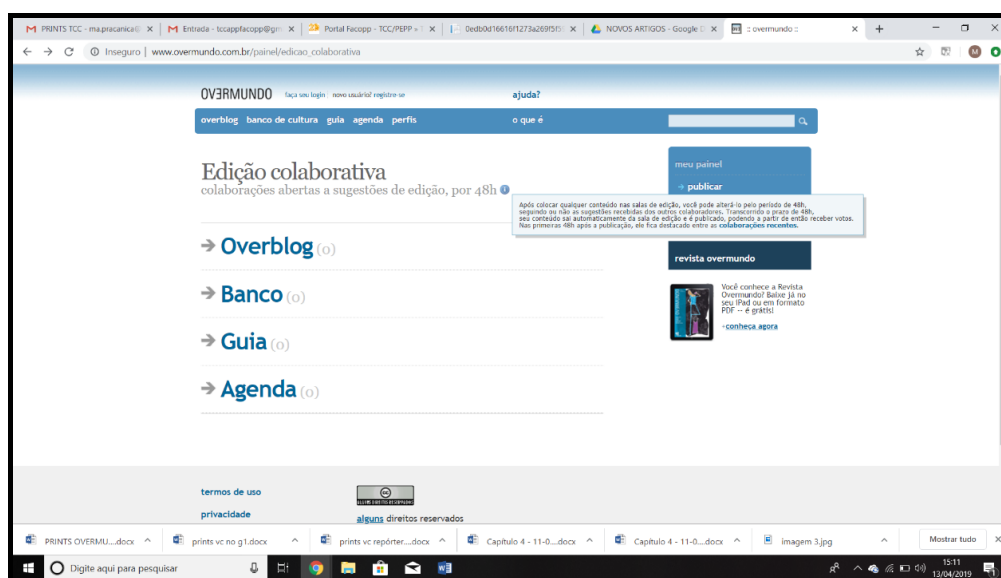 PRINTS TCC - ma.pracanica
Entrada - tccappfacopp@gm
Portal Facopp - TCC/PEPP »
0edb0d16616f1273a269f5f5
NOVOS ARTIGOS - Google D
:: overmundo ::
Inseguro | www.overmundo.com.br/painel/edicao_colaborativa
OVERMUNDO faça seu login novo usuário? registre-se ajuda?
overblog banco de cultura guia agenda perfis o que é
Edição colaborativa
colaborações abertas a sugestões de edição, por 48h
meu painel
publicar
Após colocar qualquer conteúdo nas salas de edição, você pode alterá-lo pelo período de 48h,
seguindo ou não as sugestões recebidas dos outros colaboradores. Transcorrido o prazo de 48h,
seu conteúdo sai automaticamente da sala de edição e é publicado, podendo a partir de então receber votos.
Nas primeiras 48h após a publicação, ele fica destacado entre as colaborações recentes.
Overblog (0)
Banco (0)
Guia (0)
Agenda (0)
revista overmundo
Você conhece a Revista
Overmundo? Baixe já no
seu iPad ou em formato
PDF -- é grátis!
-conheça agora
termos de uso
privacidade
cc
ALGUNS DIREITOS RESERVADOS
alguns direitos reservados
PRINTS OVERMU....docx
prints vc no g1.docx
prints vc repórter....docx
Capítulo 4 - 11-0....docx
Capítulo 4 - 11-0....docx
imagem 3.jpg
Mostrar tudo
Digite aqui para pesquisar
15:11
13/04/2019